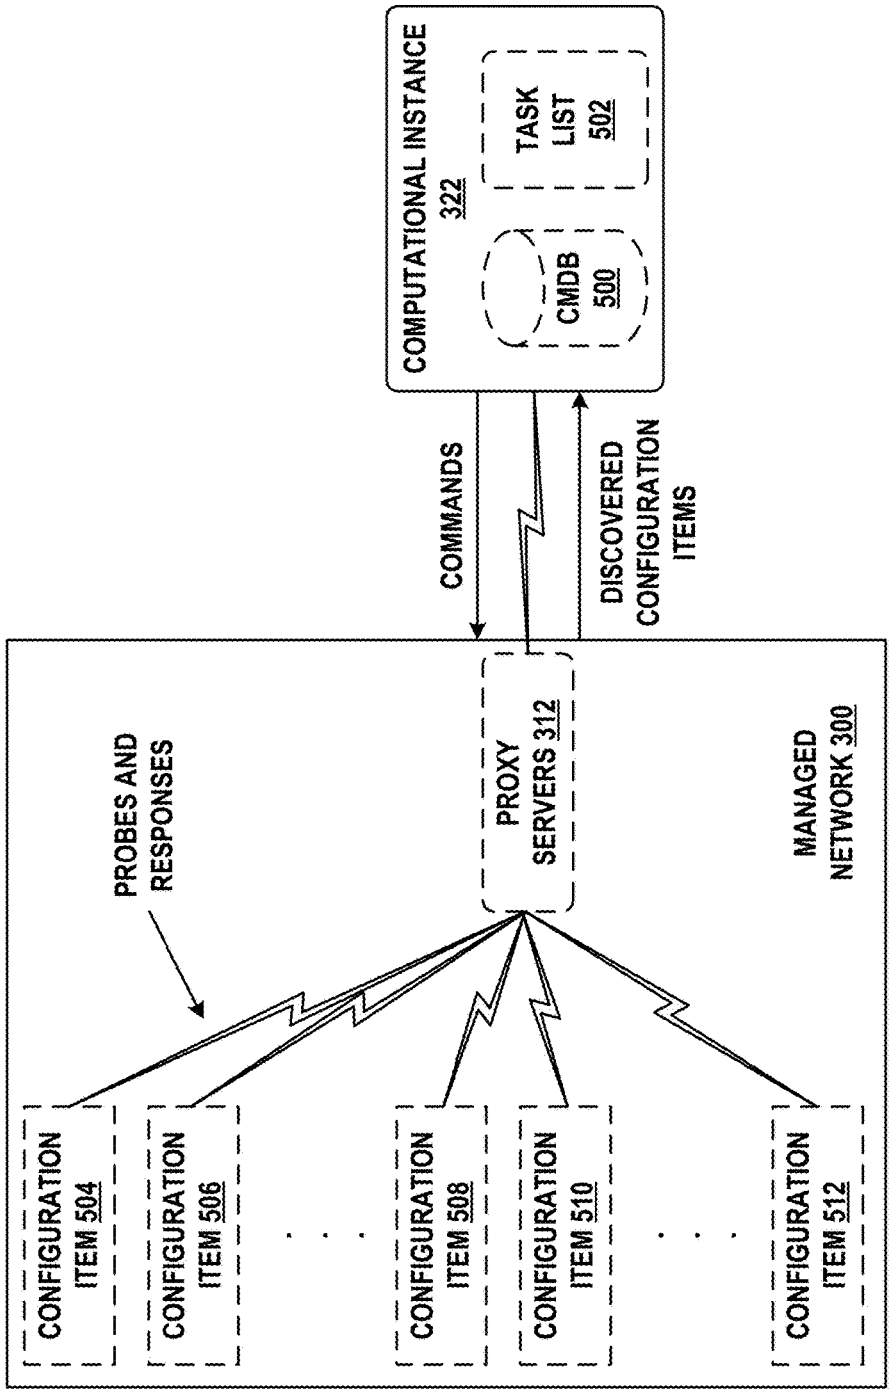 COMPUTATIONAL INSTANCE
322
CMDB
500
TASK
LIST
502
COMMANDS
DISCOVERED
CONFIGURATION
ITEMS
PROBES AND
RESPONSES
PROXY
SERVERS 312
MANAGED
NETWORK 300
CONFIGURATION
ITEM 504
CONFIGURATION
ITEM 506
. . .
CONFIGURATION
ITEM 508
CONFIGURATION
ITEM 510
. . .
CONFIGURATION
ITEM 512